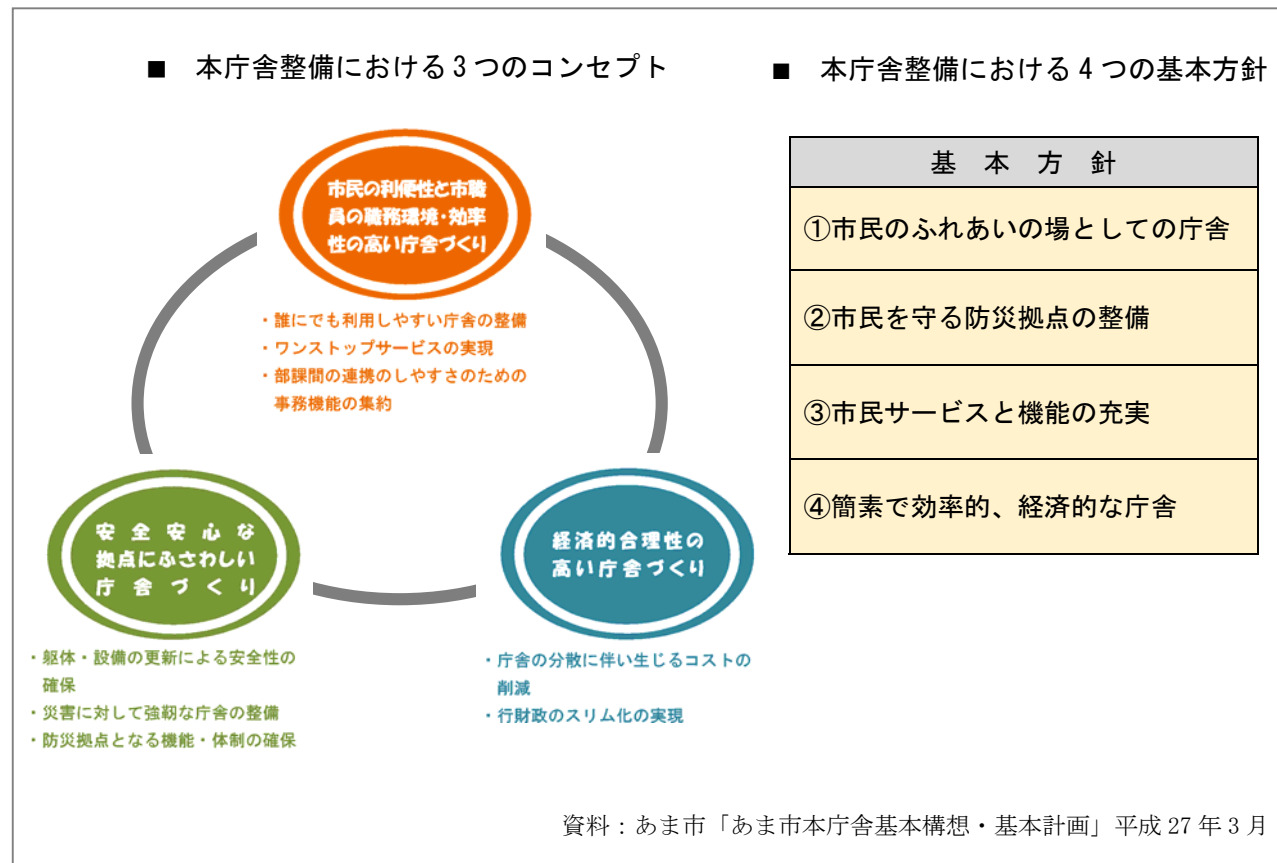 ■ 本庁舎整備における3つのコンセプト
市民の利便性と市職
員の職務環境・効率
性の高い庁舎づくり
・誰にでも利用しやすい庁舎の整備
・ワンストップサービスの実現
・部課間の連携のしやすさのための
事務機能の集約
安全安心な
拠点にふさわしい
庁舎づくり
・躯体・設備の更新による安全性の
確保
・災害に対して強靭な庁舎の整備
・防災拠点となる機能・体制の確保
経済的合理性の
高い庁舎づくり
・庁舎の分散に伴い生じるコストの
削減
・行財政のスリム化の実現
■ 本庁舎整備における4つの基本方針
基 本 方 針
①市民のふれあいの場としての庁舎
②市民を守る防災拠点の整備
③市民サービスと機能の充実
④簡素で効率的、経済的な庁舎
資料:あま市「あま市本庁舎基本構想・基本計画」平成27年3月